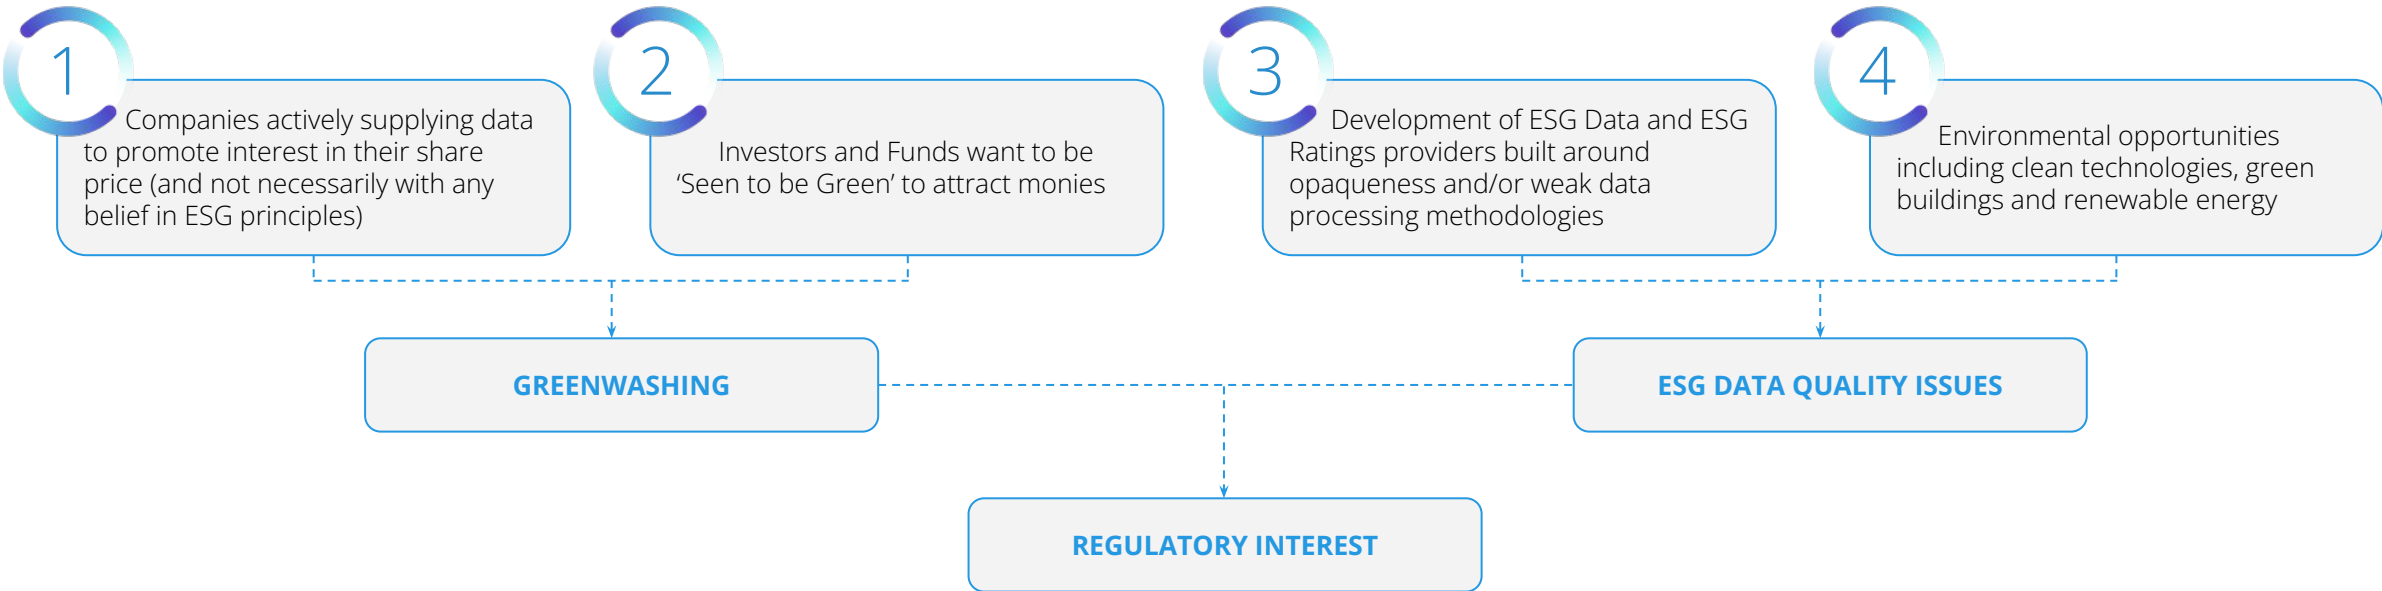 1
Companies actively supplying data
to promote interest in their share
price (and not necessarily with any
belief in ESG principles)
2
Investors and Funds want to be
‘Seen to be Green’ to attract monies
3
Development of ESG Data and ESG
Ratings providers built around
opaqueness and/or weak data
processing methodologies
4
Environmental opportunities
including clean technologies, green
buildings and renewable energy
GREENWASHING
ESG DATA QUALITY ISSUES
REGULATORY INTEREST